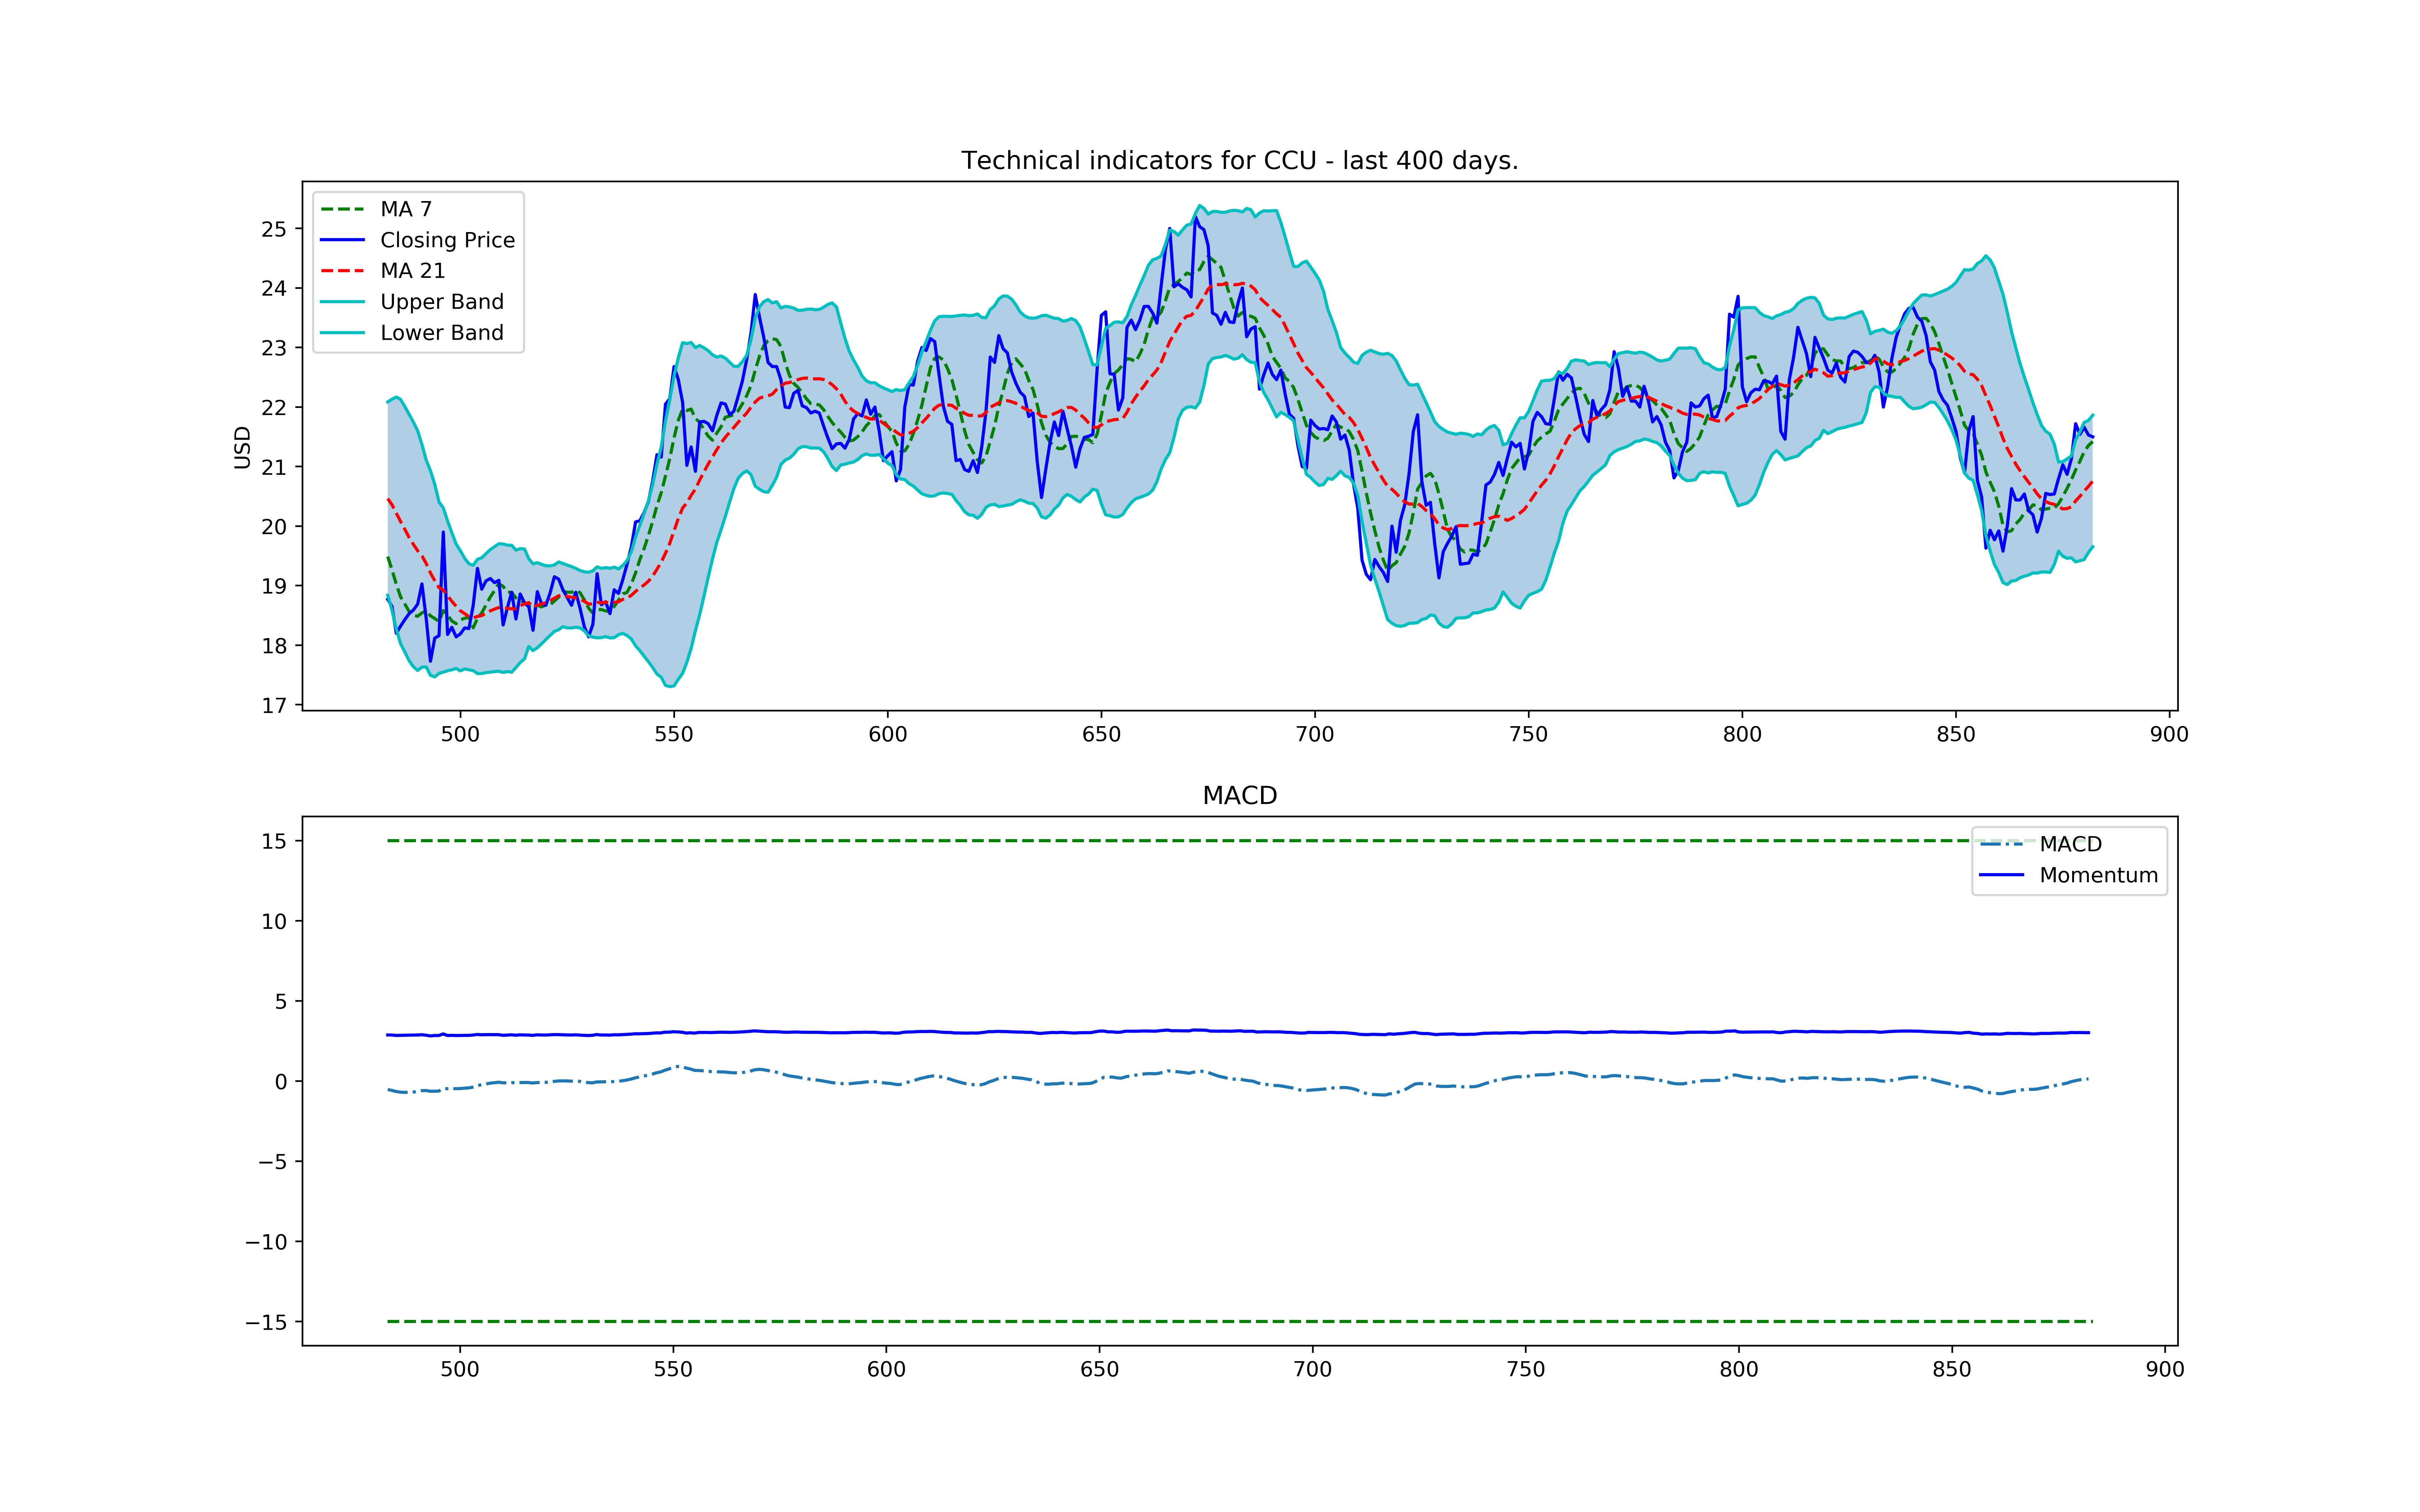 Technical indicators for CCU - last 400 days.
MA 7
Closing Price
MA 21
Upper Band
Lower Band
USD
25
24
23
22
21
20
19
18
17
500 550 600 650 700 750 800 850 900
MACD
MACD
Momentum
15
10
5
0
−5
−10
−15
500 550 600 650 700 750 800 850 900